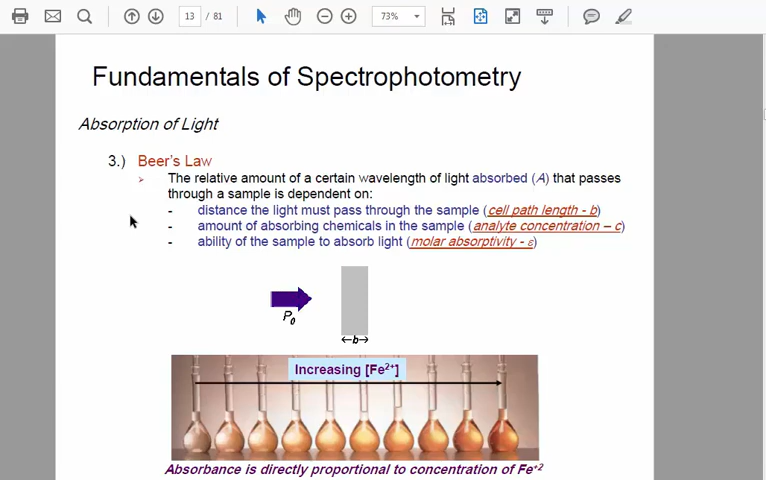 13 / 81
73%
Fundamentals of Spectrophotometry
Absorption of Light
3.) Beer's Law
➢ The relative amount of a certain wavelength of light absorbed (A) that passes
through a sample is dependent on:
- distance the light must pass through the sample (cell path length - b)
- amount of absorbing chemicals in the sample (analyte concentration – c)
- ability of the sample to absorb light (molar absorptivity - ε)
P₀
←b→
Increasing [Fe²⁺]
Absorbance is directly proportional to concentration of Fe⁺²